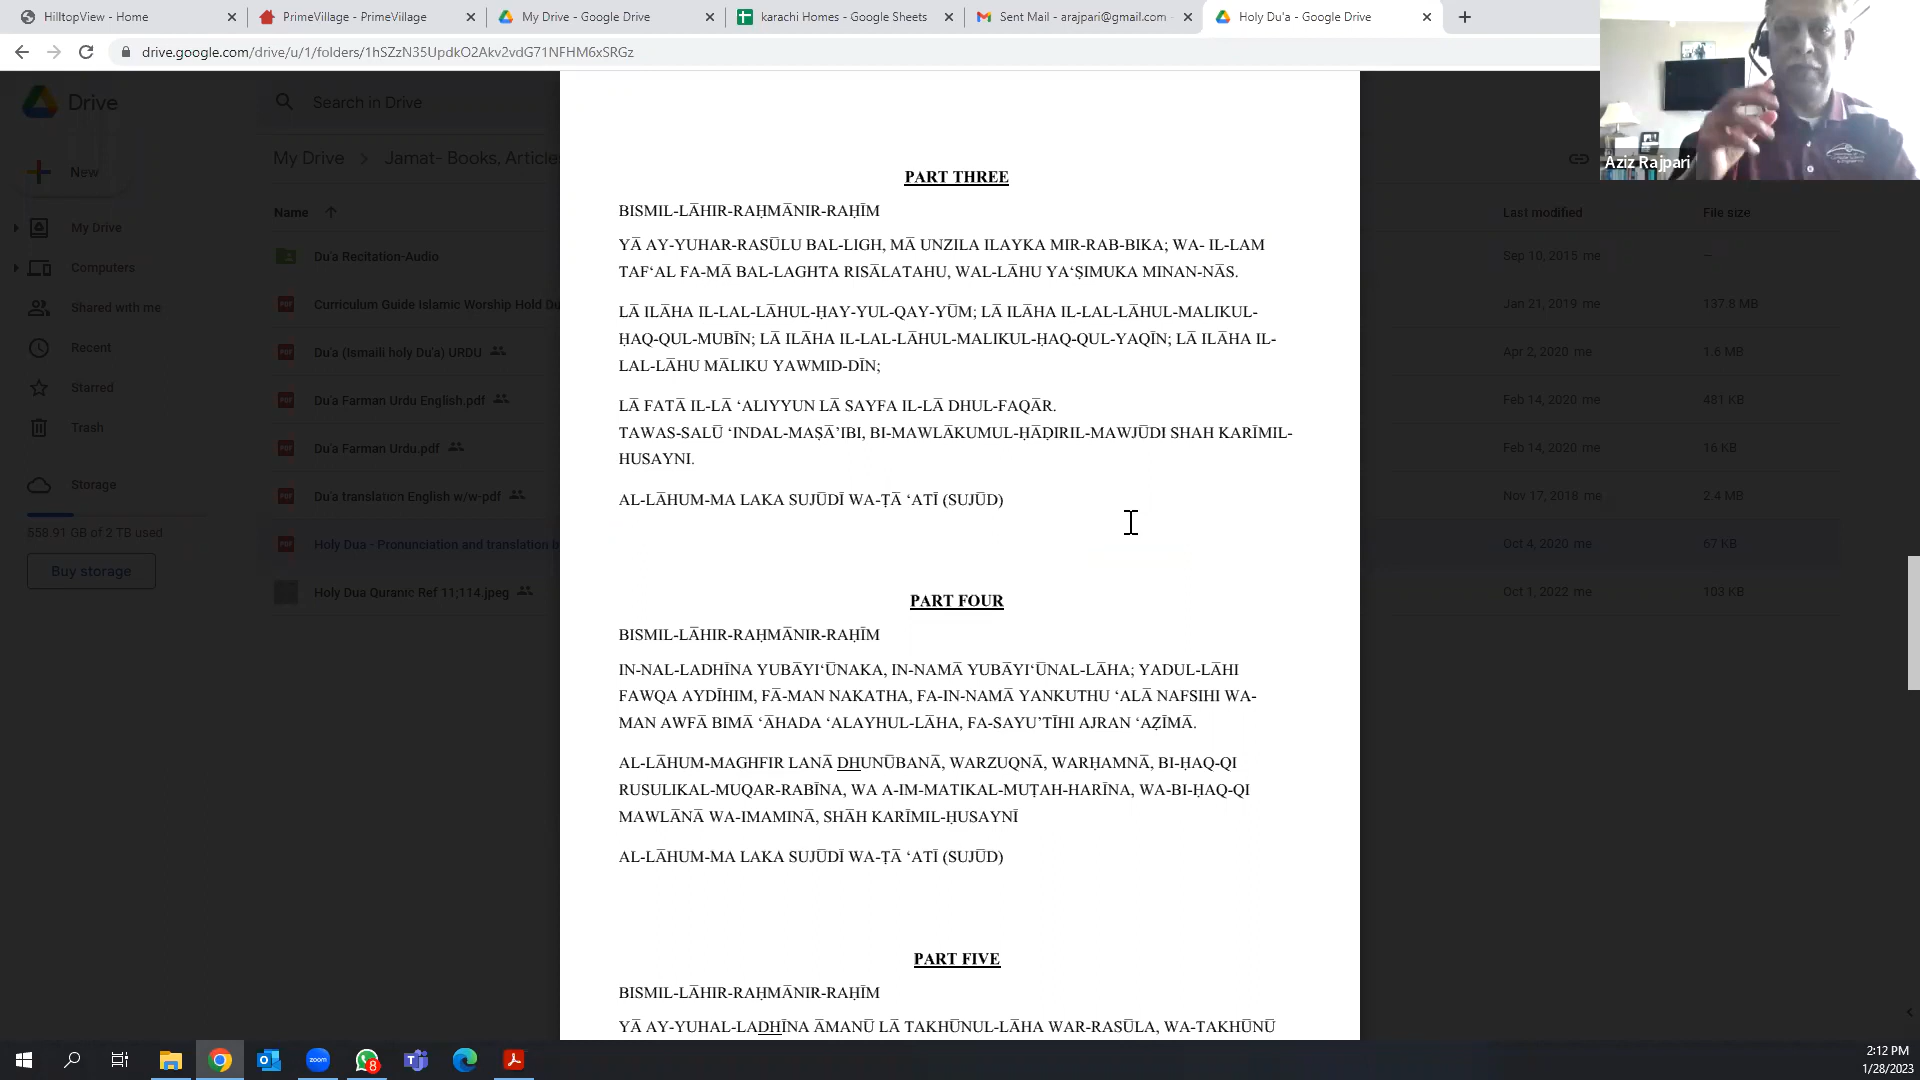 HilltopView - Home
PrimeVillage - PrimeViilage
My Drive - Google Drive
karachi Homes - Google Sheets
Sent Mail - arajpari@gmail.com -
Holy Du'a - Google Drive
drive.google.com/drive/u/1/folders/1hSZzN35UpdkO2Akv2vdG71NFHM6xSRGz
Drive
Search in Drive
My Drive > Jamat- Books, Article
New
Name
Last modified
File size
My Drive
Computers
Shared with me
Recent
Starred
Trash
Storage
558.91 GB of 2 TB used
Buy storage
Du'a Recitation-Audio
Sep 10, 2015 me
Curriculum Guide Islamic Worship Hold Du
Jan 21, 2019 me
137.8 MB
Du'a (Ismaili holy Du'a) URDU
Apr 2, 2020 me
1.6 MB
Du'a Farman Urdu English.pdf
Feb 14, 2020 me
481 KB
Du'a Farman Urdu.pdf
Feb 14, 2020 me
16 KB
Du'a translation English w/w-pdf
Nov 17, 2018 me
2.4 MB
Holy Dua - Pronunciation and translation
Oct 4, 2020 me
67 KB
Holy Dua Quranic Ref 11;114.jpeg
Oct 1, 2022 me
103 KB
PART THREE
BISMIL-LĀHIR-RAḤMĀNIR-RAḤĪM
YĀ AY-YUHAR-RASŪLU BAL-LIGH, MĀ UNZILA ILAYKA MIR-RAB-BIKA; WA- IL-LAM
TAF‘AL FA-MĀ BAL-LAGHTA RISĀLATAHU, WAL-LĀHU YA‘ṢIMUKA MINAN-NĀS.
LĀ ILĀHA IL-LAL-LĀHUL-ḤAY-YUL-QAY-YŪM; LĀ ILĀHA IL-LAL-LĀHUL-MALIKUL-
ḤAQ-QUL-MUBĪN; LĀ ILĀHA IL-LAL-LĀHUL-MALIKUL-ḤAQ-QUL-YAQĪN; LĀ ILĀHA IL-
LAL-LĀHU MĀLIKU YAWMID-DĪN;
LĀ FATĀ IL-LĀ ‘ALIYYUN LĀ SAYFA IL-LĀ DHUL-FAQĀR.
TAWAS-SALŪ ‘INDAL-MAṢĀ’IBI, BI-MAWLĀKUMUL-ḤĀḌIRIL-MAWJŪDI SHAH KARĪMIL-
HUSAYNI.
AL-LĀHUM-MA LAKA SUJŪDĪ WA-ṬĀ ‘ATĪ (SUJŪD)
PART FOUR
BISMIL-LĀHIR-RAḤMĀNIR-RAḤĪM
IN-NAL-LADHĪNA YUBĀYI‘ŪNAKA, IN-NAMĀ YUBĀYI‘ŪNAL-LĀHA; YADUL-LĀHI
FAWQA AYDĪHIM, FĀ-MAN NAKATHA, FA-IN-NAMĀ YANKUTHU ‘ALĀ NAFSIHI WA-
MAN AWFĀ BIMĀ ‘ĀHADA ‘ALAYHUL-LĀHA, FA-SAYU’TĪHI AJRAN ‘AẒĪMĀ.
AL-LĀHUM-MAGHFIR LANĀ DHUNŪBANĀ, WARZUQNĀ, WARḤAMNĀ, BI-ḤAQ-QI
RUSULIKAL-MUQAR-RABĪNA, WA A-IM-MATIKAL-MUṬAH-HARĪNA, WA-BI-ḤAQ-QI
MAWLĀNĀ WA-IMAMINĀ, SHĀH KARĪMIL-ḤUSAYNĪ
AL-LĀHUM-MA LAKA SUJŪDĪ WA-ṬĀ ‘ATĪ (SUJŪD)
PART FIVE
BISMIL-LĀHIR-RAḤMĀNIR-RAḤĪM
YĀ AY-YUHAL-LADHĪNA ĀMANŪ LĀ TAKHŪNUL-LĀHA WAR-RASŪLA, WA-TAKHŪNŪ
Aziz Rajpari
zoom
8
2:12 PM
1/28/2023